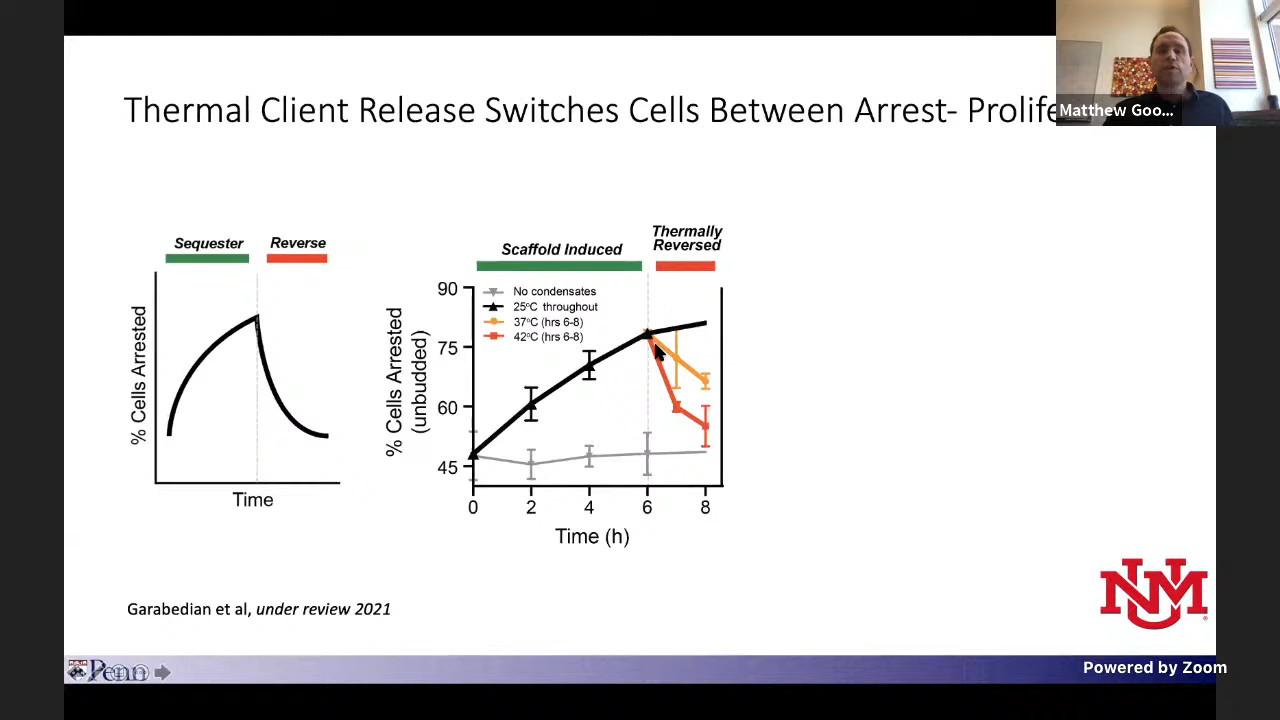 Matthew Goo...
Thermal Client Release Switches Cells Between Arrest- Prolife
Sequester
Reverse
% Cells Arrested
Time
Scaffold Induced
Thermally
Reversed
No condensates
25°C throughout
37°C (hrs 6-8)
42°C (hrs 6-8)
% Cells Arrested
(unbudded)
90
75
60
45
0 2 4 6 8
Time (h)
Garabedian et al, under review 2021
UNM
Penn
Powered by Zoom